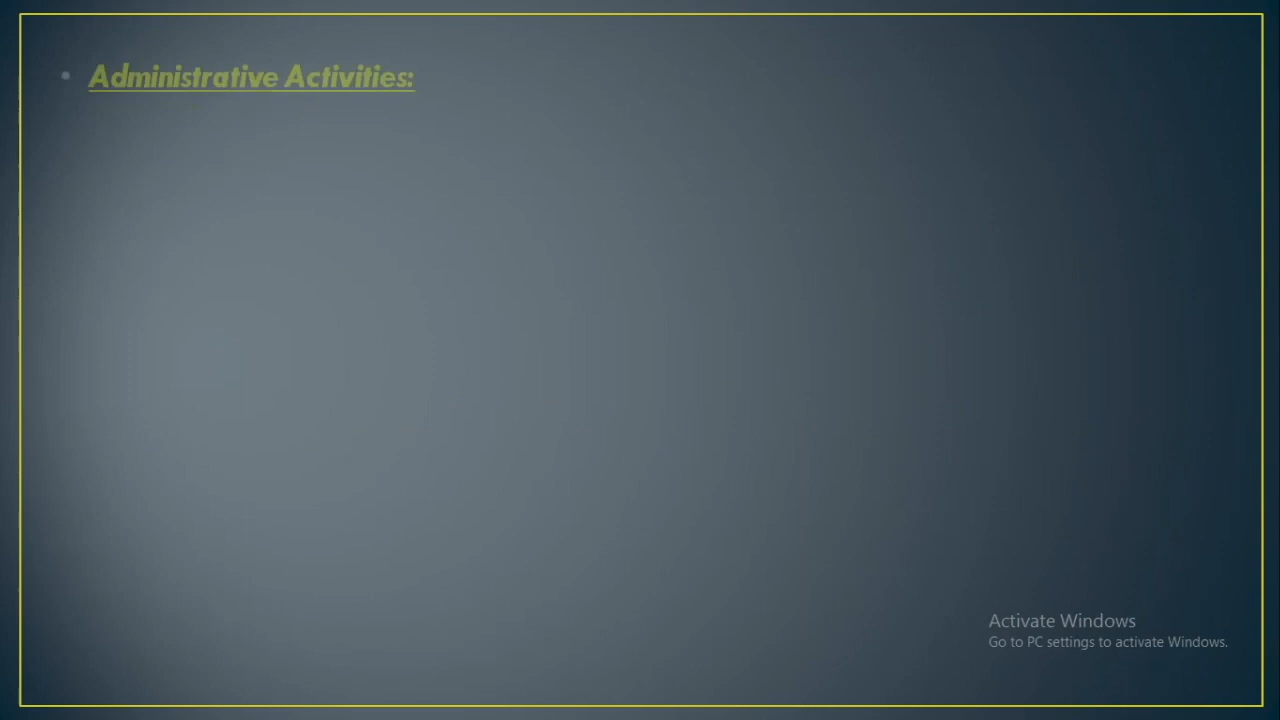 • Administrative Activities:
Activate Windows
Go to PC settings to activate Windows.